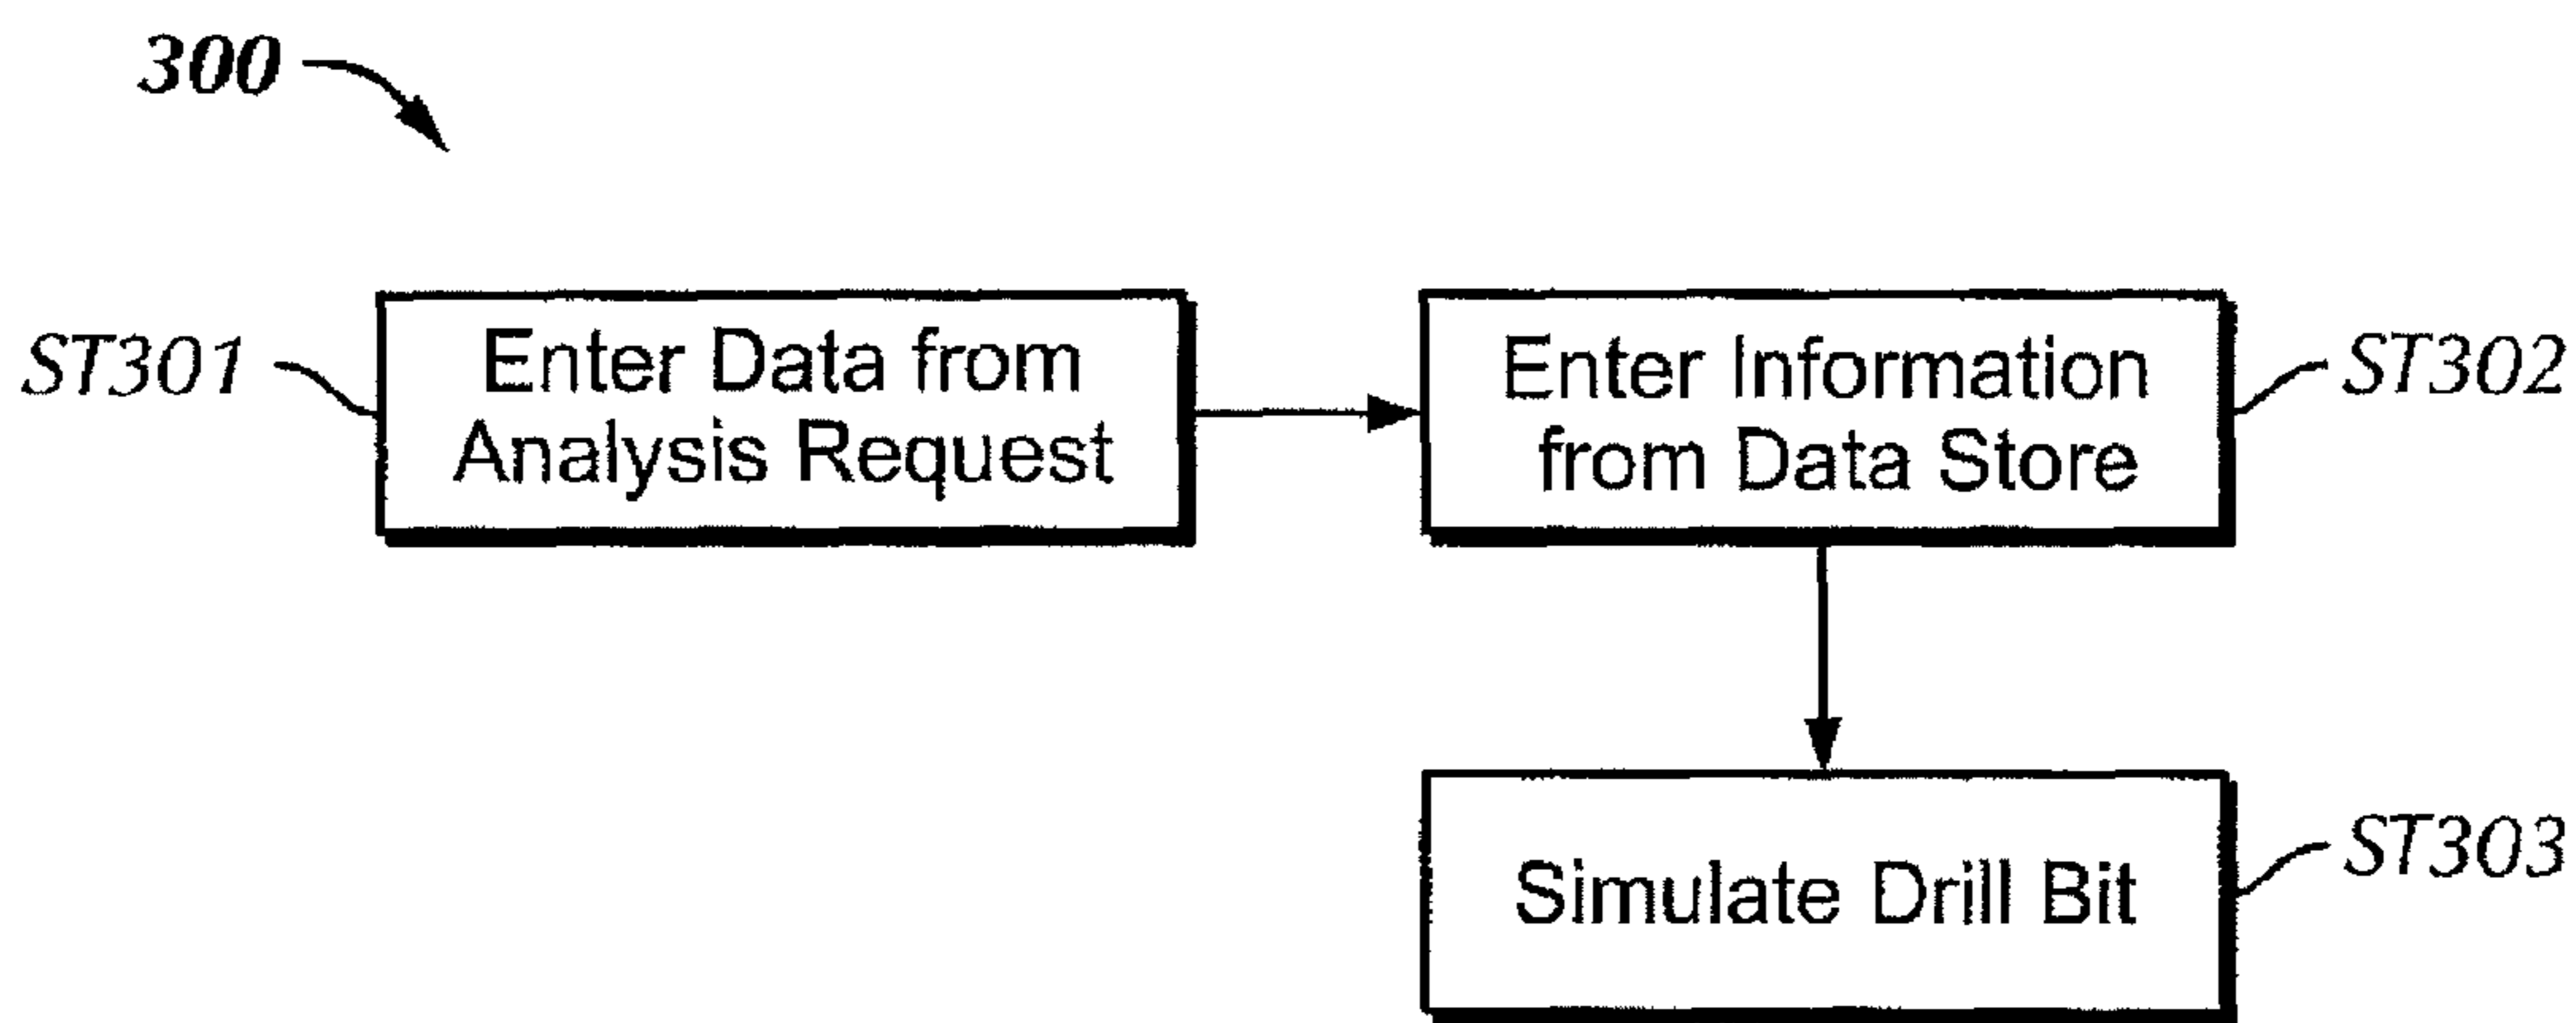 300
ST301
Enter Data from
Analysis Request
Enter Information
from Data Store
ST302
Simulate Drill Bit
ST303